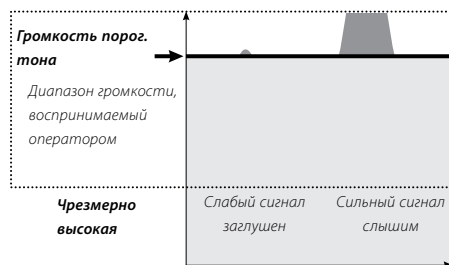 Громкость порог.
тона
Диапазон громкости,
воспринимаемый
оператором
Чрезмерно
высокая
Слабый сигнал
заглушен
Сильный сигнал
слышим